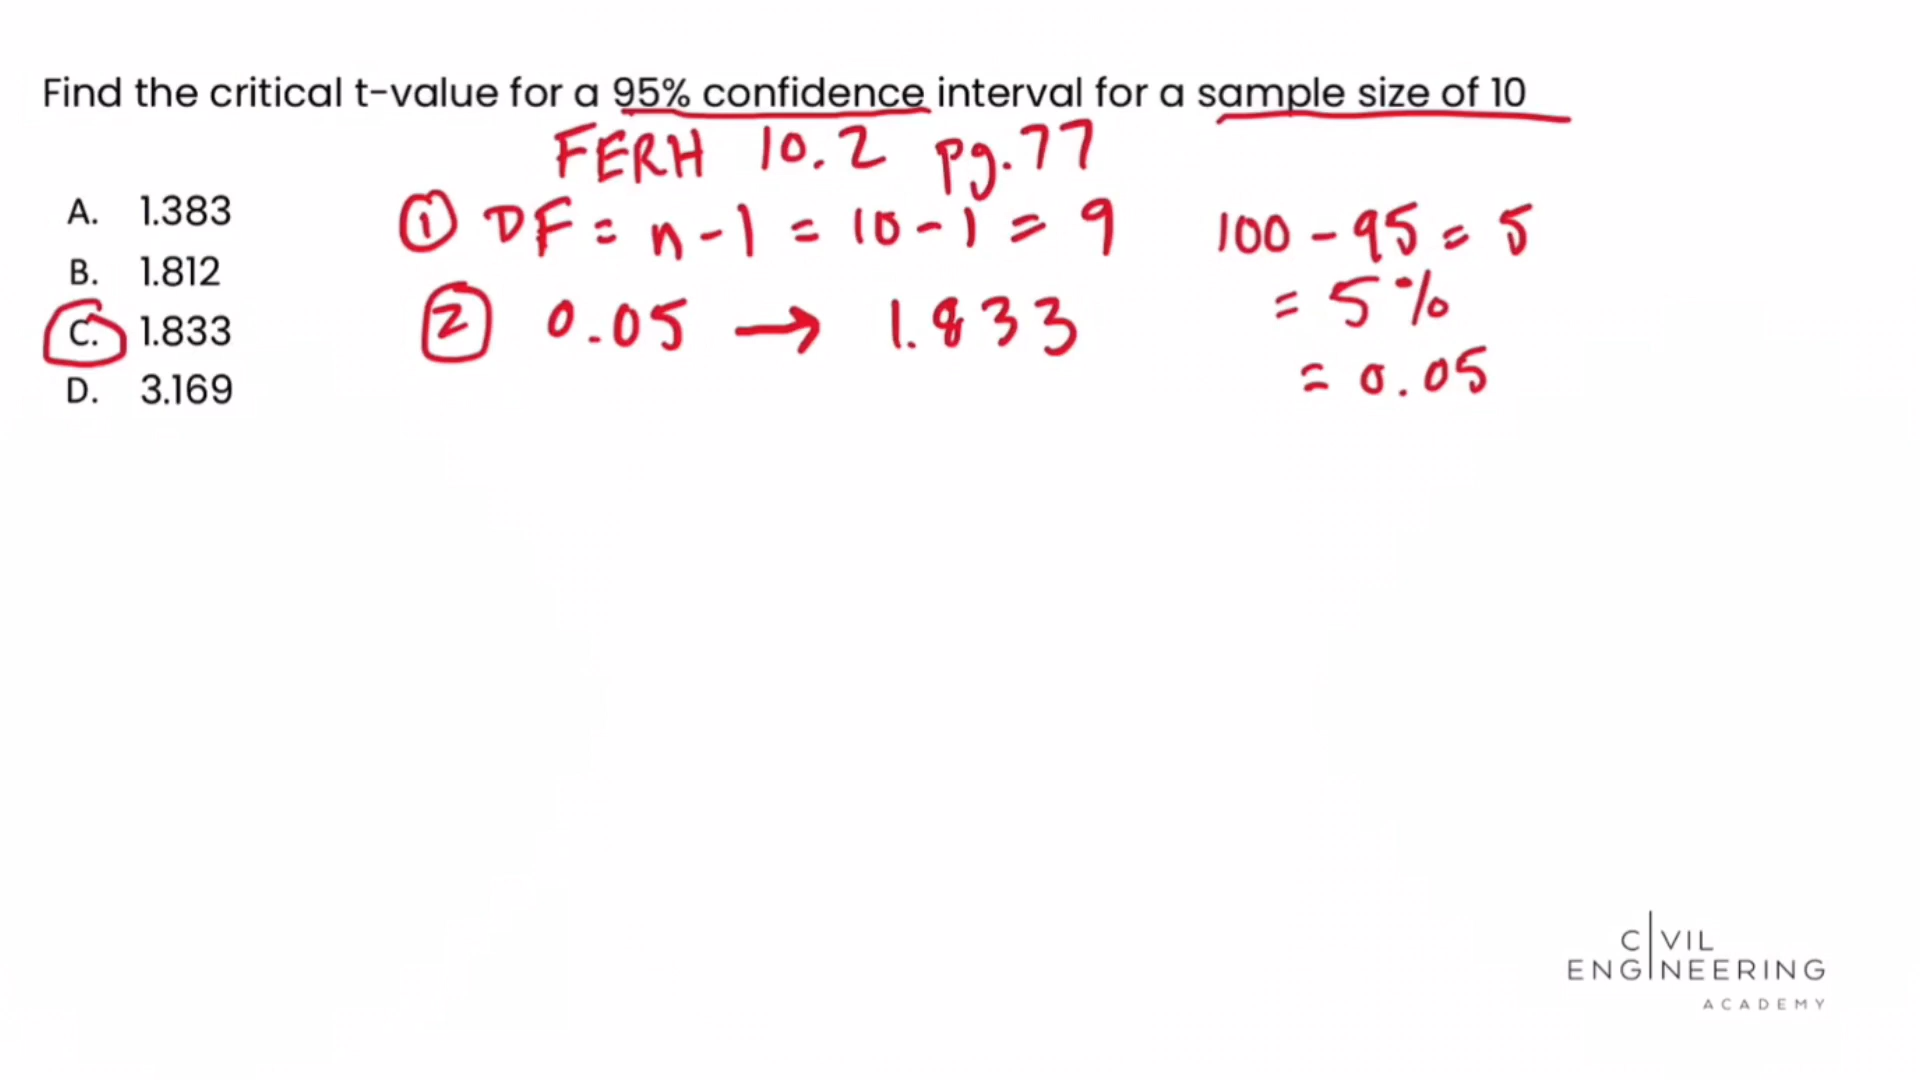 Find the critical t-value for a 95% confidence interval for a sample size of 10
FERH 10.2 pg.77
A. 1.383
① DF = n-1 = 10-1 = 9
100 - 95 = 5
B. 1.812
= 5%
C. 1.833
② 0.05 → 1.833
= 0.05
D. 3.169
CIVIL
ENGINEERING
ACADEMY